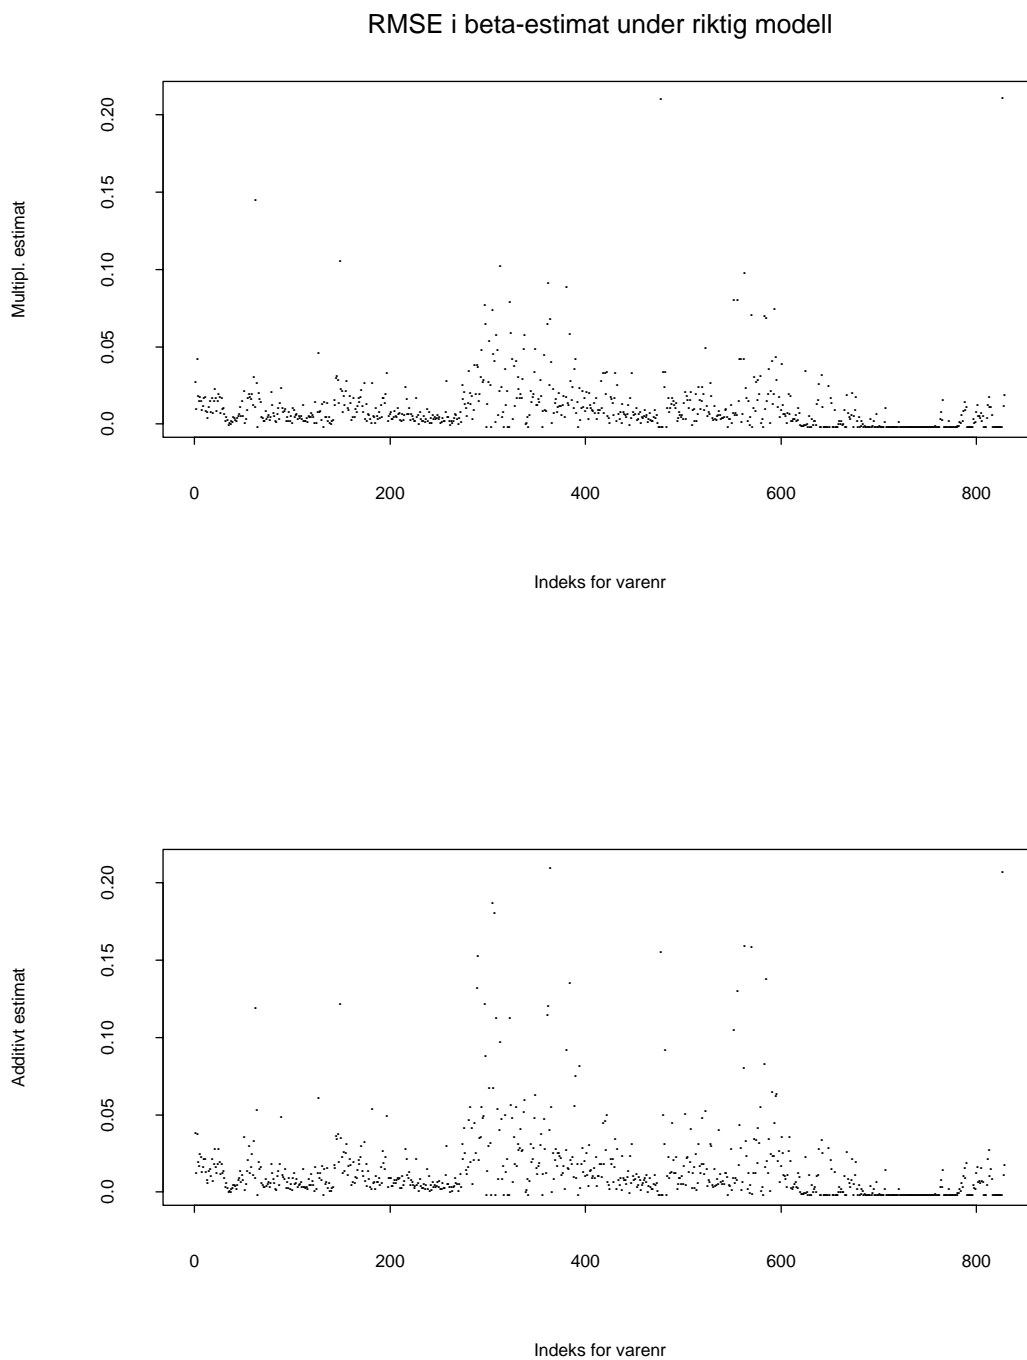 RMSE i beta-estimat under riktig modell
Multipl. estimat
0.20
0.15
0.10
0.05
0.0
0 200 400 600 800
Indeks for varenr
Additivt estimat
0.20
0.15
0.10
0.05
0.0
0 200 400 600 800
Indeks for varenr